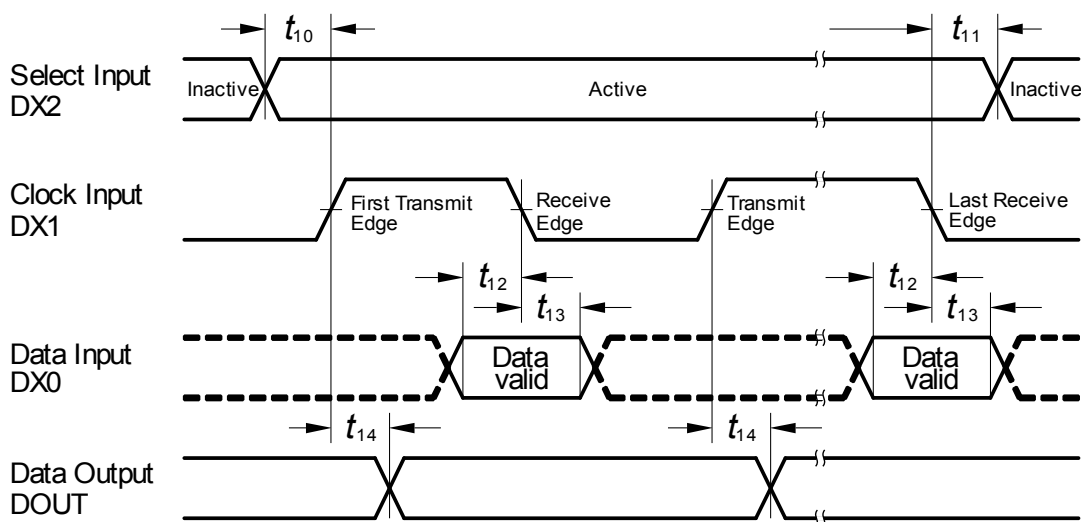 t10 t11
Select Input
DX2
Inactive Active Inactive
Clock Input
DX1
First Transmit
Edge
Receive
Edge
Transmit
Edge
Last Receive
Edge
t12 t12
t13 t13
Data Input
DX0
Data
valid
Data
valid
t14 t14
Data Output
DOUT